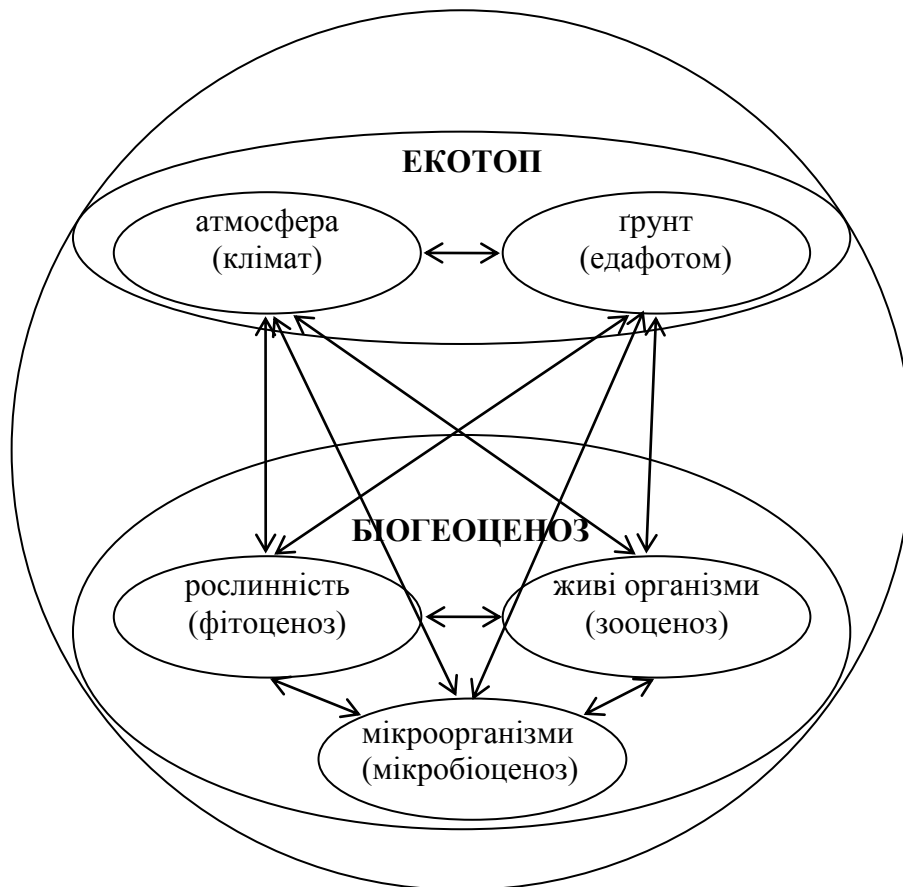 ЕКОТОП
атмосфера
(клімат)
ґрунт
(едафотом)
БІОГЕОЦЕНОЗ
рослинність
(фітоценоз)
живі організми
(зооценоз)
мікроорганізми
(мікробіоценоз)